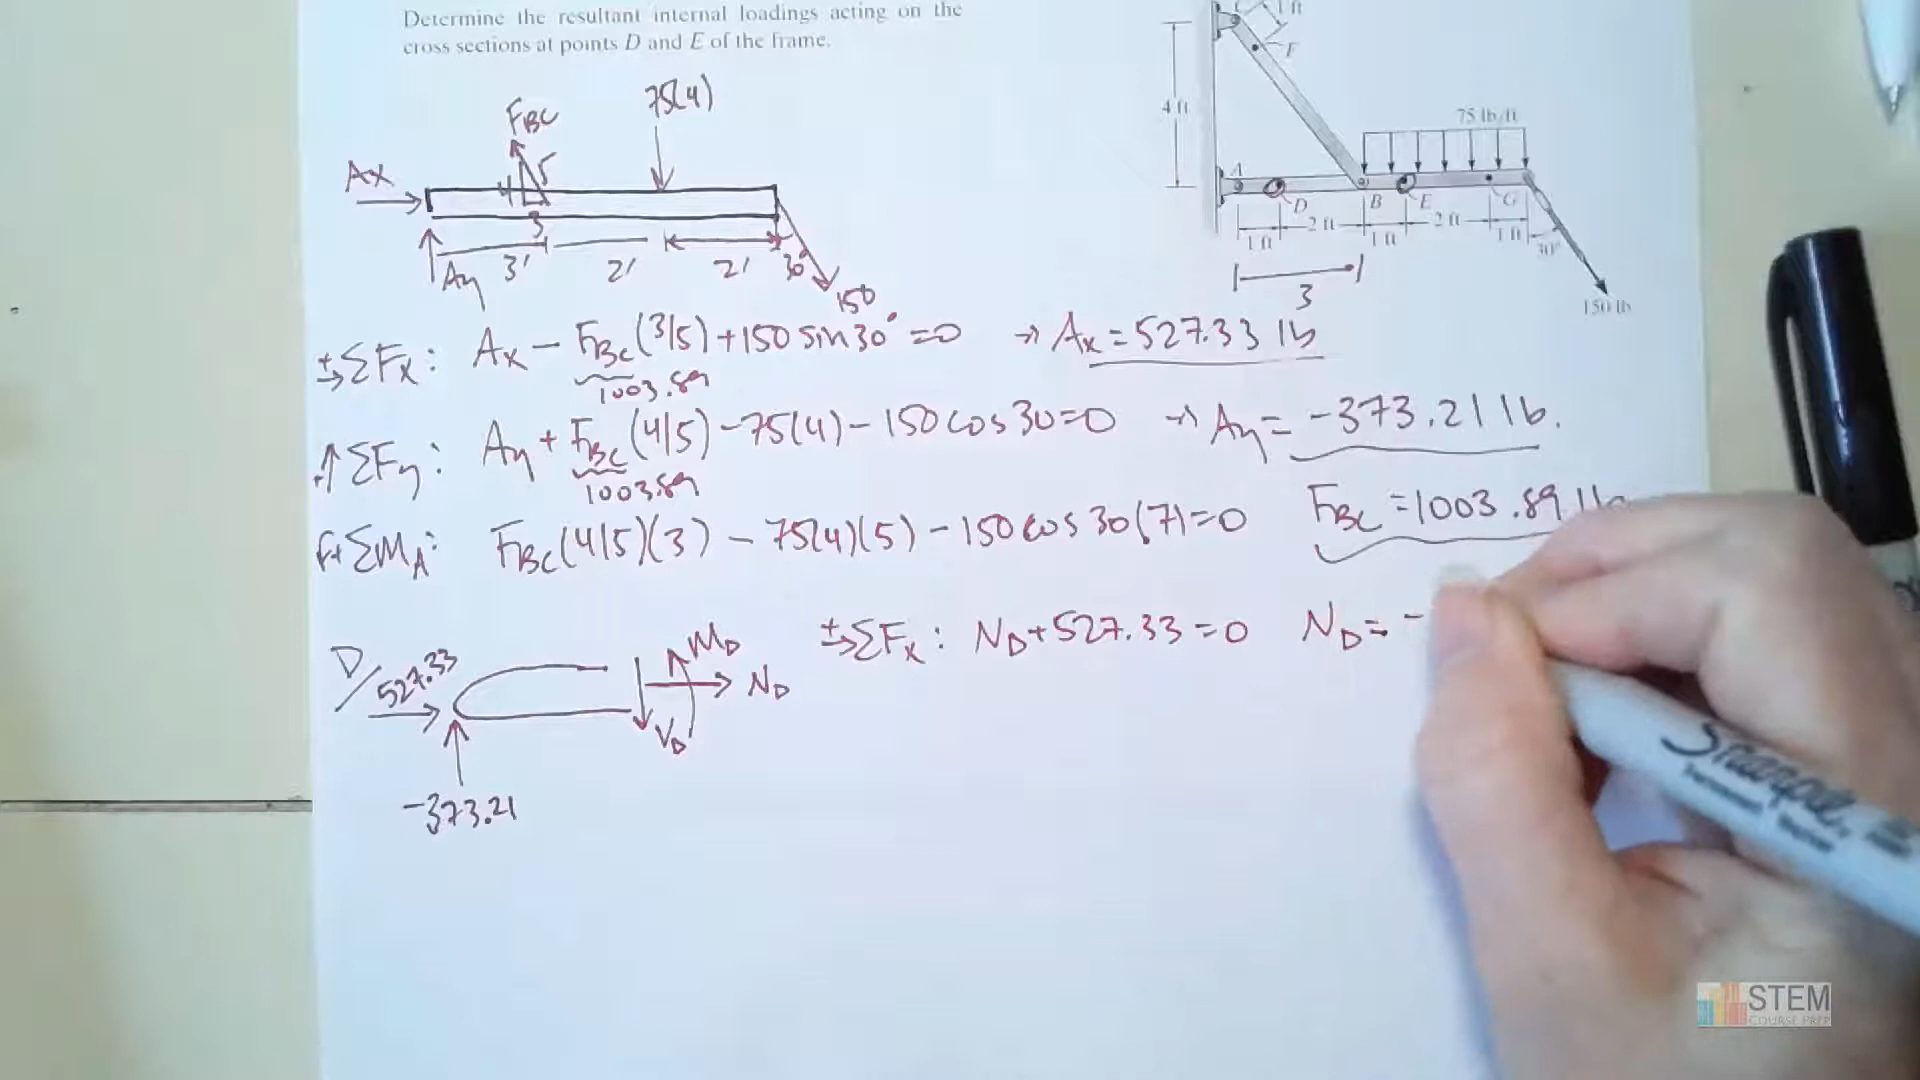 Determine the resultant internal loadings acting on the
cross sections at points D and E of the frame.
1 ft
F
4 ft
75 lb/ft
A
D
B
E
G
1 ft
2 ft
1 ft
2 ft
1 ft
30°
150 lb
3
FBC
75(4)
Ax
4
5
3
Ay
3'
2'
2'
30°
150
+→ΣFx: Ax − FBC(3/5) + 150 sin30° = 0 → Ax = 527.33 lb
1003.89
+↑ΣFy: Ay + FBC(4/5) − 75(4) − 150 cos 30 = 0 → Ay = −373.21 lb.
1003.89
ΣMA: FBC(4/5)(3) − 75(4)(5) − 150 cos 30(7) = 0 FBC = 1003.89
D/
527.33
MD
ND
VD
−373.21
+→ΣFx: ND + 527.33 = 0 ND = −
Sharpie
STEM
COURSE PREP